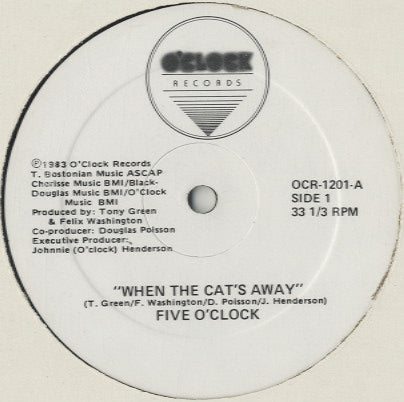 O'CLOCK
RECORDS
Ⓟ1983 O'Clock Records
T. Bostonian Music ASCAP
Cherisse Music BMI/Black-
Douglas Music BMI/O'Clock
Music BMI
Produced by: Tony Green
& Felix Washington
Co-producer: Douglas Poisson
Executive Producer:
Johnnie (O'clock) Henderson
OCR-1201-A
SIDE 1
33 1/3 RPM
"WHEN THE CAT'S AWAY"
(T. Green/F. Washington/D. Poisson/J. Henderson)
FIVE O'CLOCK